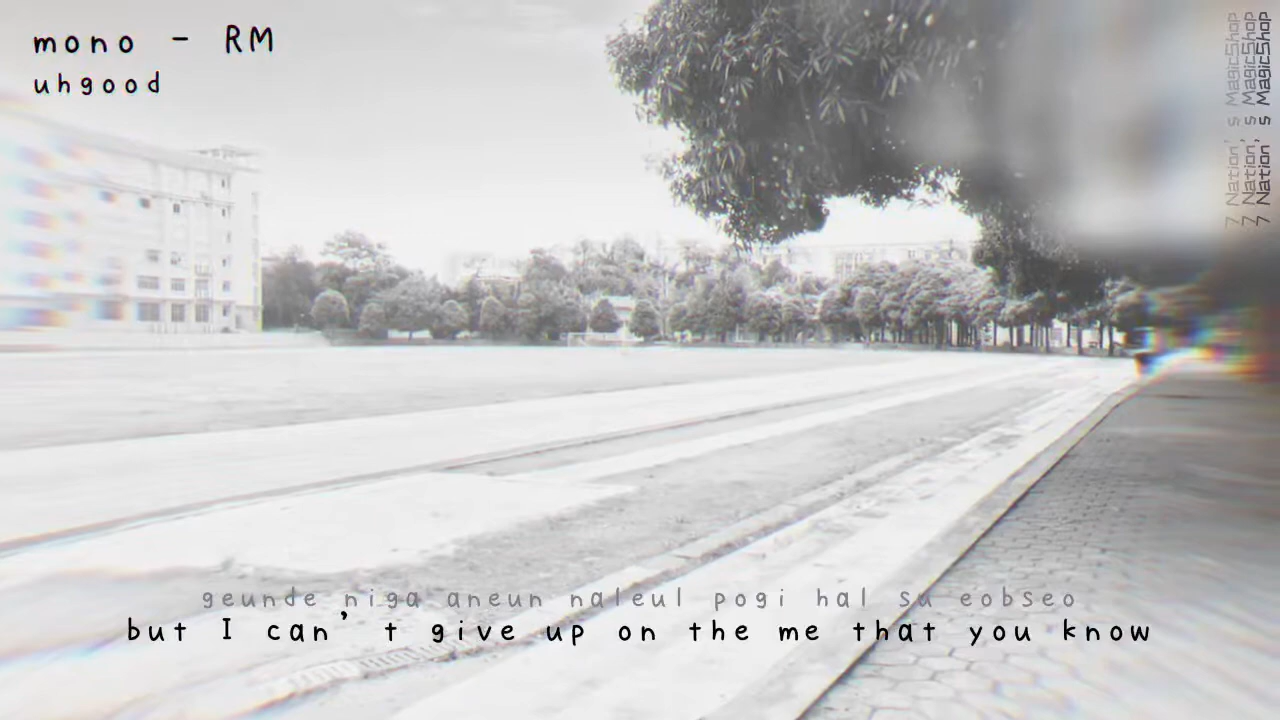 mono - RM
uhgood
7 Nation's MagicShop
7 Nation's MagicShop
7 Nation's MagicShop
geunde niga aneun naleul pogi hal su eobseo
but I can't give up on the me that you know